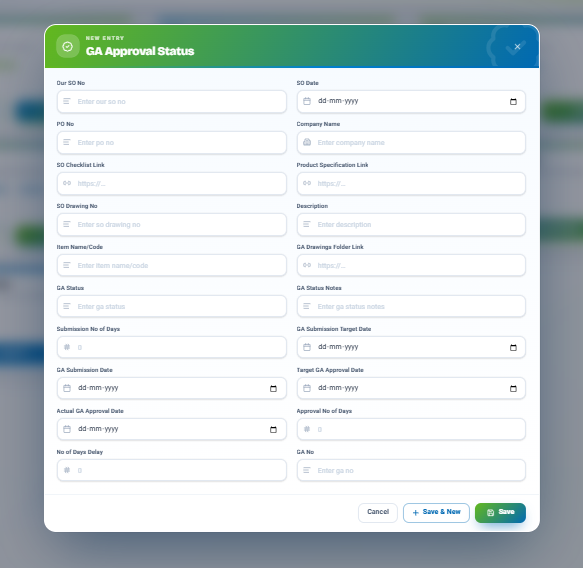 NEW ENTRY
GA Approval Status
Our SO No
SO Date
Enter our so no
dd-mm-yyyy
PO No
Company Name
Enter po no
Enter company name
SO Checklist Link
Product Specification Link
https://...
https://...
SO Drawing No
Description
Enter so drawing no
Enter description
Item Name/Code
GA Drawings Folder Link
Enter item name/code
https://...
GA Status
GA Status Notes
Enter ga status
Enter ga status notes
Submission No of Days
GA Submission Target Date
0
dd-mm-yyyy
GA Submission Date
Target GA Approval Date
dd-mm-yyyy
dd-mm-yyyy
Actual GA Approval Date
Approval No of Days
dd-mm-yyyy
0
No of Days Delay
GA No
0
Enter ga no
Cancel
+ Save & New
Save